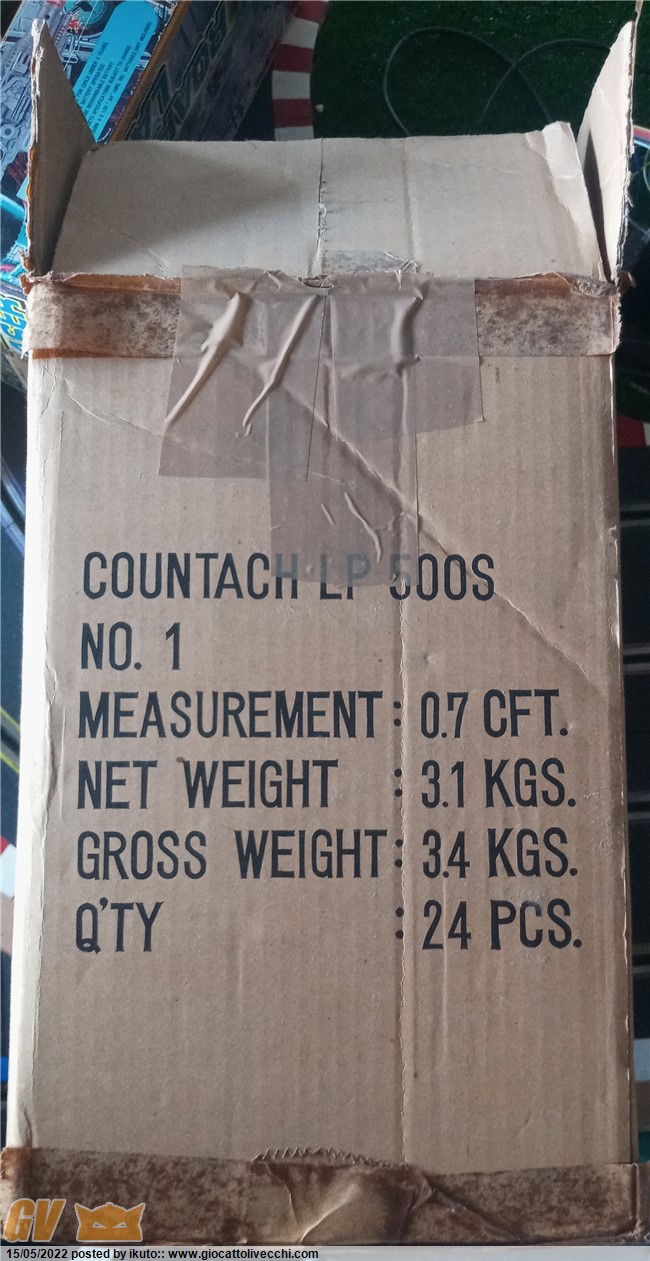 COUNTACH LP 500S
NO. 1
MEASUREMENT : 0.7 CFT.
NET WEIGHT : 3.1 KGS.
GROSS WEIGHT : 3.4 KGS.
Q'TY : 24 PCS.
GV
15/05/2022 posted by ikuto:: www.giocattolivecchi.com